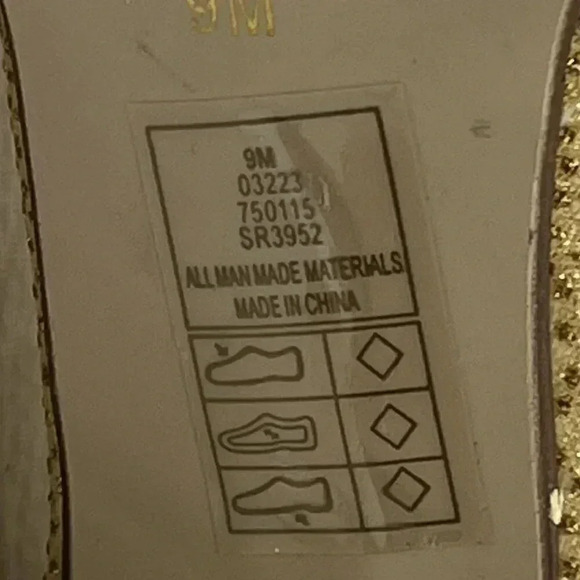 9M
9M
03223
750115
SR3952
ALL MAN MADE MATERIALS
MADE IN CHINA